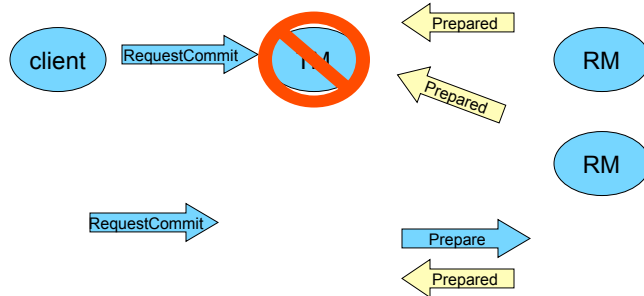 Prepared
client
RequestCommit
RM
Prepared
RM
RequestCommit
Prepare
Prepared